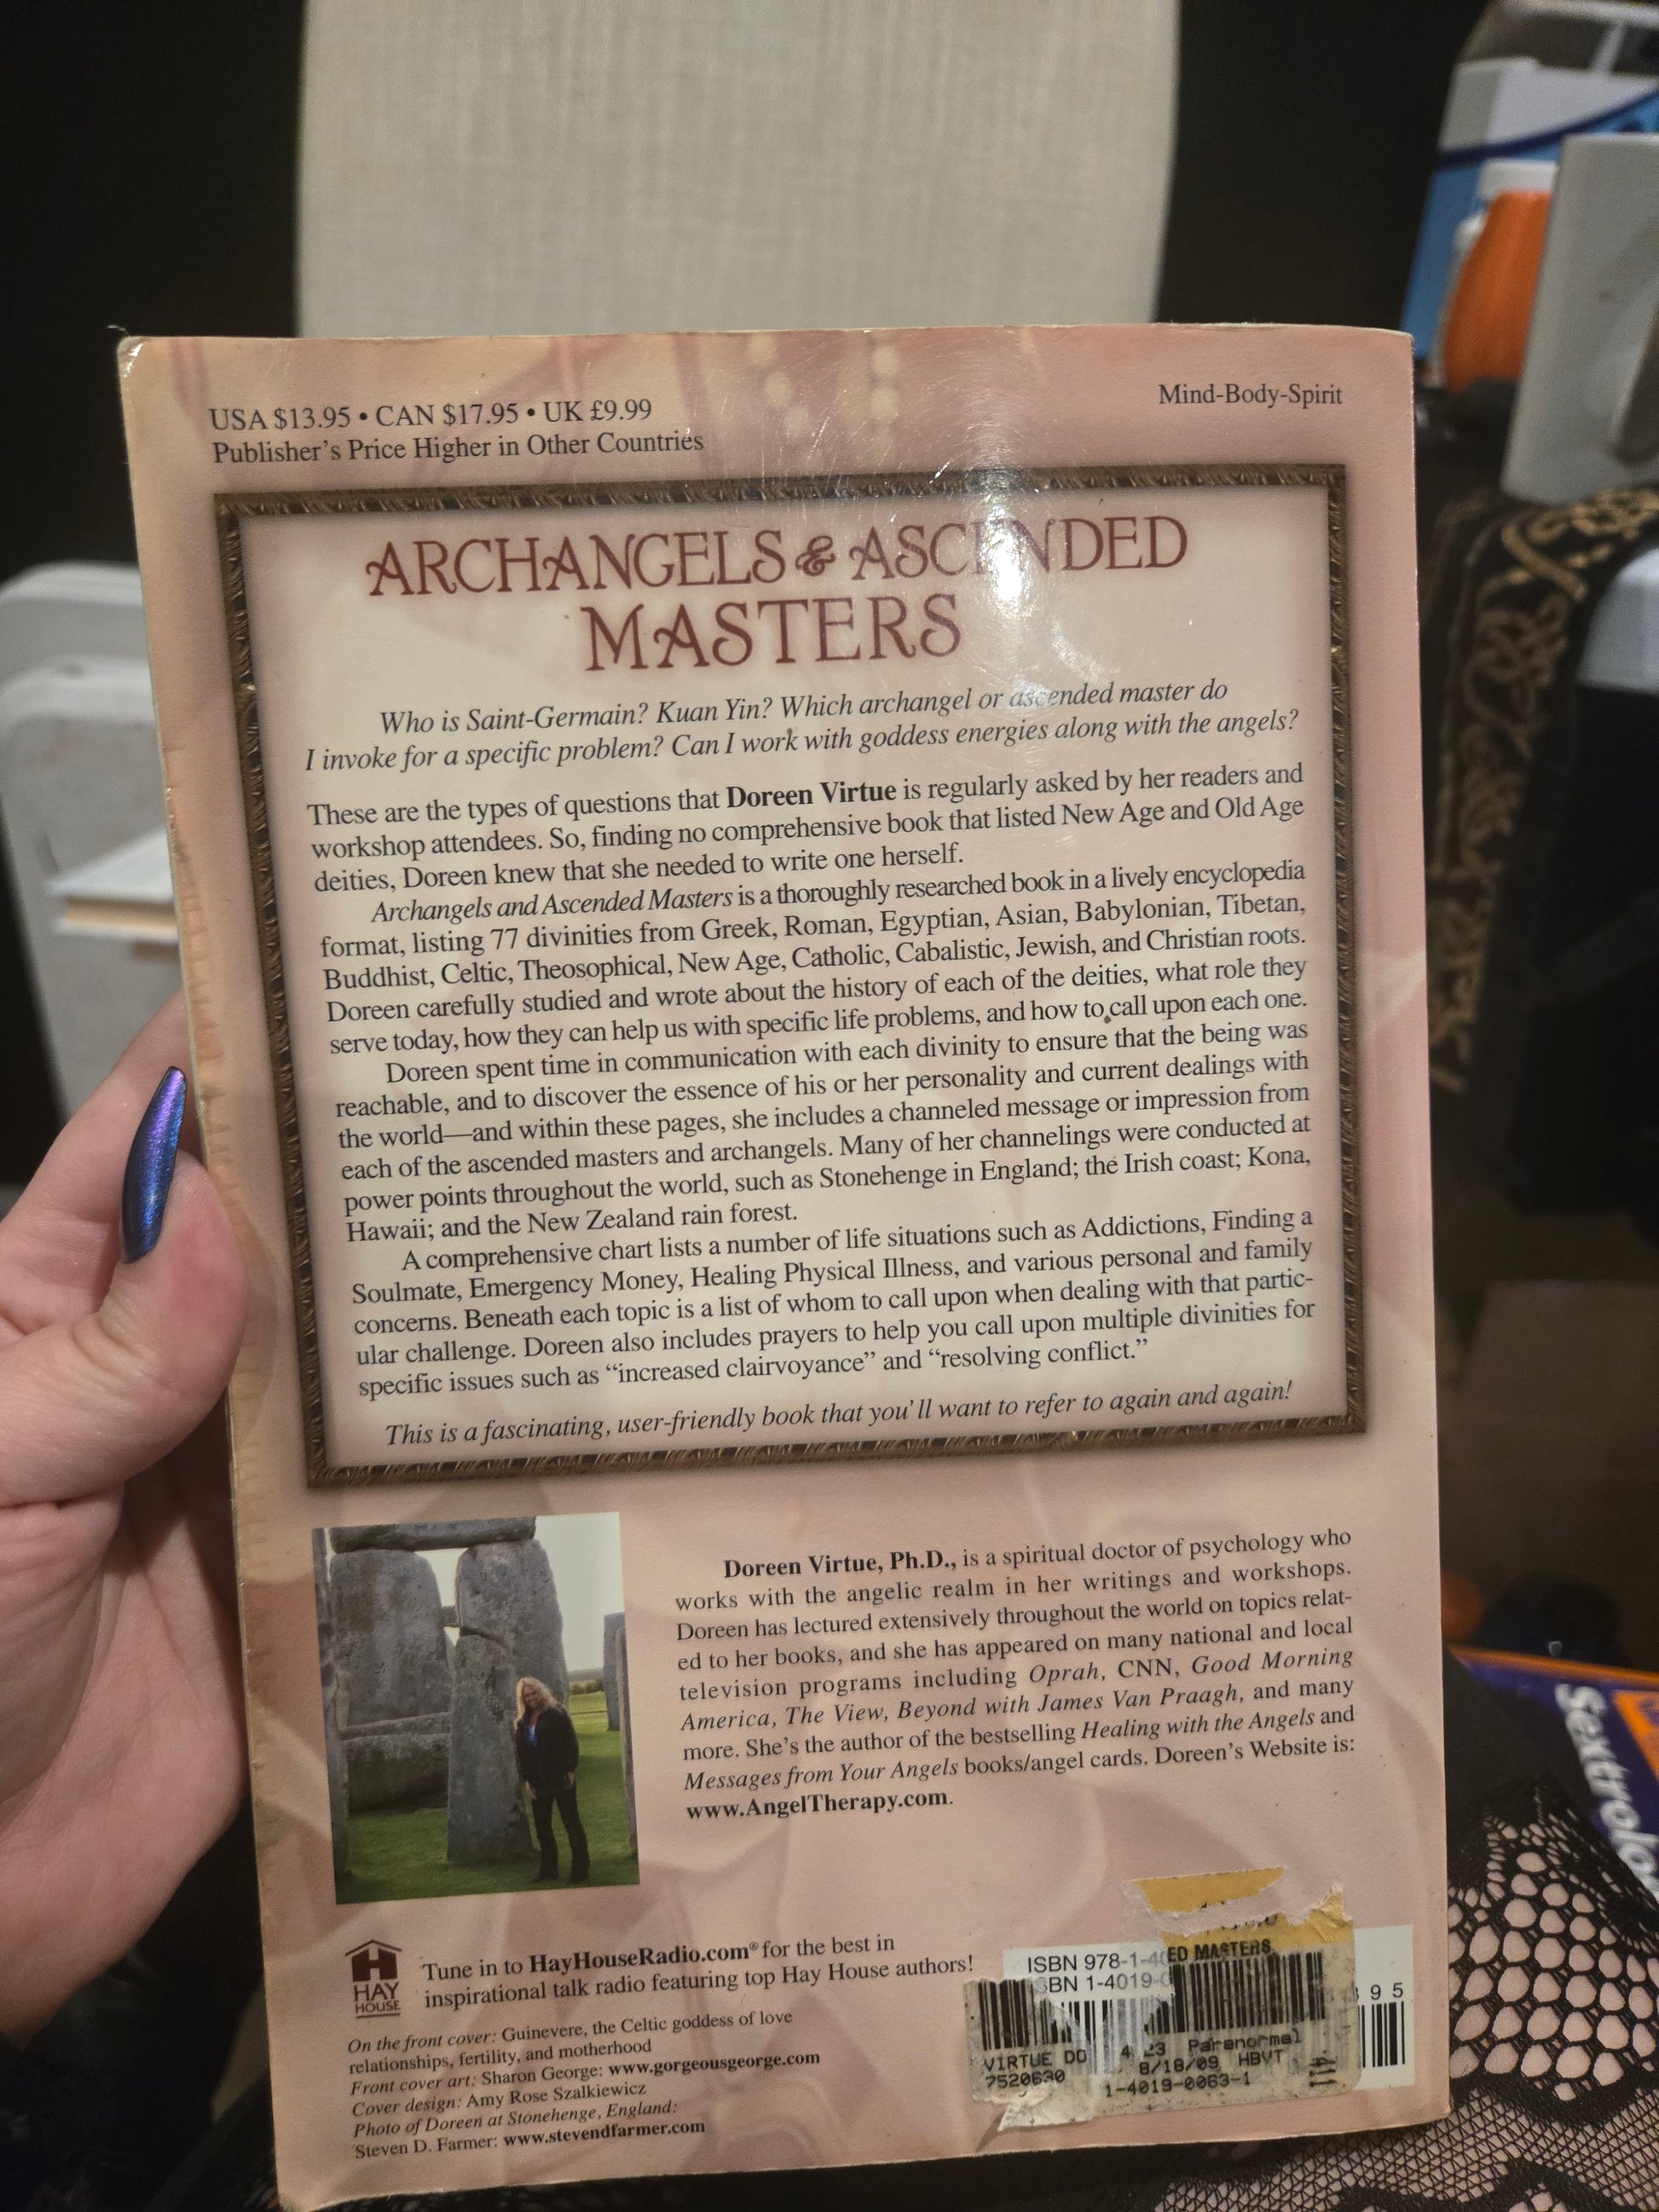 USA $13.95 • CAN $17.95 • UK £9.99
Publisher's Price Higher in Other Countries
Mind-Body-Spirit
ARCHANGELS & ASCENDED
MASTERS
Who is Saint-Germain? Kuan Yin? Which archangel or ascended master do
I invoke for a specific problem? Can I work with goddess energies along with the angels?
These are the types of questions that Doreen Virtue is regularly asked by her readers and
workshop attendees. So, finding no comprehensive book that listed New Age and Old Age
deities, Doreen knew that she needed to write one herself.
Archangels and Ascended Masters is a thoroughly researched book in a lively encyclopedia
format, listing 77 divinities from Greek, Roman, Egyptian, Asian, Babylonian, Tibetan,
Buddhist, Celtic, Theosophical, New Age, Catholic, Cabalistic, Jewish, and Christian roots.
Doreen carefully studied and wrote about the history of each of the deities, what role they
serve today, how they can help us with specific life problems, and how to call upon each one.
Doreen spent time in communication with each divinity to ensure that the being was
reachable, and to discover the essence of his or her personality and current dealings with
the world—and within these pages, she includes a channeled message or impression from
each of the ascended masters and archangels. Many of her channelings were conducted at
power points throughout the world, such as Stonehenge in England; the Irish coast; Kona,
Hawaii; and the New Zealand rain forest.
A comprehensive chart lists a number of life situations such as Addictions, Finding a
Soulmate, Emergency Money, Healing Physical Illness, and various personal and family
concerns. Beneath each topic is a list of whom to call upon when dealing with that partic-
ular challenge. Doreen also includes prayers to help you call upon multiple divinities for
specific issues such as “increased clairvoyance” and “resolving conflict.”
This is a fascinating, user-friendly book that you'll want to refer to again and again!
Doreen Virtue, Ph.D., is a spiritual doctor of psychology who
works with the angelic realm in her writings and workshops.
Doreen has lectured extensively throughout the world on topics relat-
ed to her books, and she has appeared on many national and local
television programs including Oprah, CNN, Good Morning
America, The View, Beyond with James Van Praagh, and many
more. She's the author of the bestselling Healing with the Angels and
Messages from Your Angels books/angel cards. Doreen's Website is:
www.AngelTherapy.com.
HAY
HOUSE
Tune in to HayHouseRadio.com® for the best in
inspirational talk radio featuring top Hay House authors!
On the front cover: Guinevere, the Celtic goddess of love
relationships, fertility, and motherhood
Front cover art: Sharon George: www.gorgeousgeorge.com
Cover design: Amy Rose Szalkiewicz
Photo of Doreen at Stonehenge, England:
Steven D. Farmer: www.stevendfarmer.com
ISBN 978-1-40
SBN 1-4019-0
ED MASTERS
395
Paranormal
VIRTUE DO
8/18/09 HBVT
7520630
1-4019-0063-1
Sextrolo